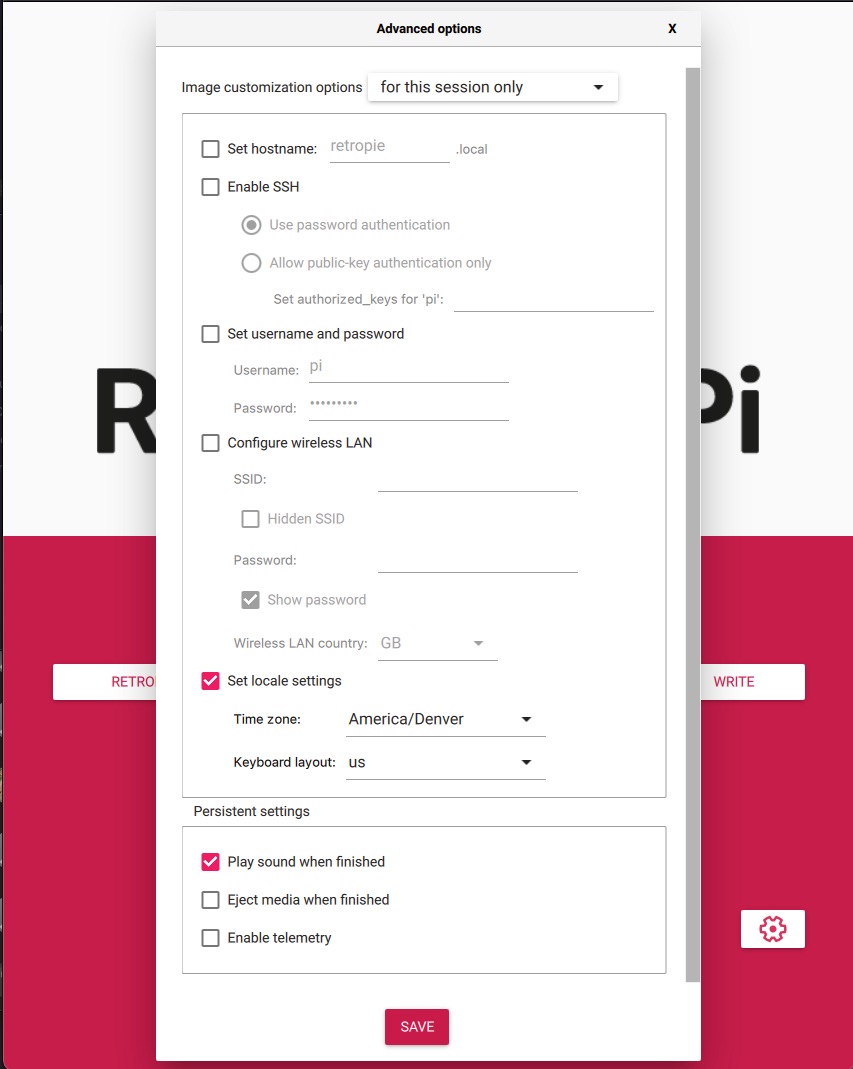 Advanced options X
Image customization options for this session only
Set hostname: retropie .local
Enable SSH
Use password authentication
Allow public-key authentication only
Set authorized_keys for 'pi':
Set username and password
Username: pi
R Pi
Password: •••••••••
Configure wireless LAN
SSID:
Hidden SSID
Password:
Show password
Wireless LAN country: GB
RETRO
Set locale settings
WRITE
Time zone: America/Denver
Keyboard layout: us
Persistent settings
Play sound when finished
Eject media when finished
Enable telemetry
SAVE